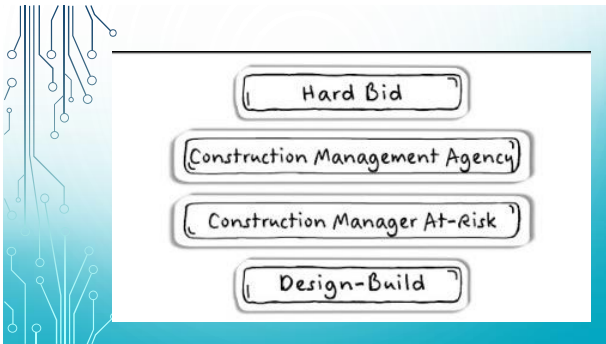 Hard Bid
Construction Management Agency
Construction Manager At-Risk
Design-Build